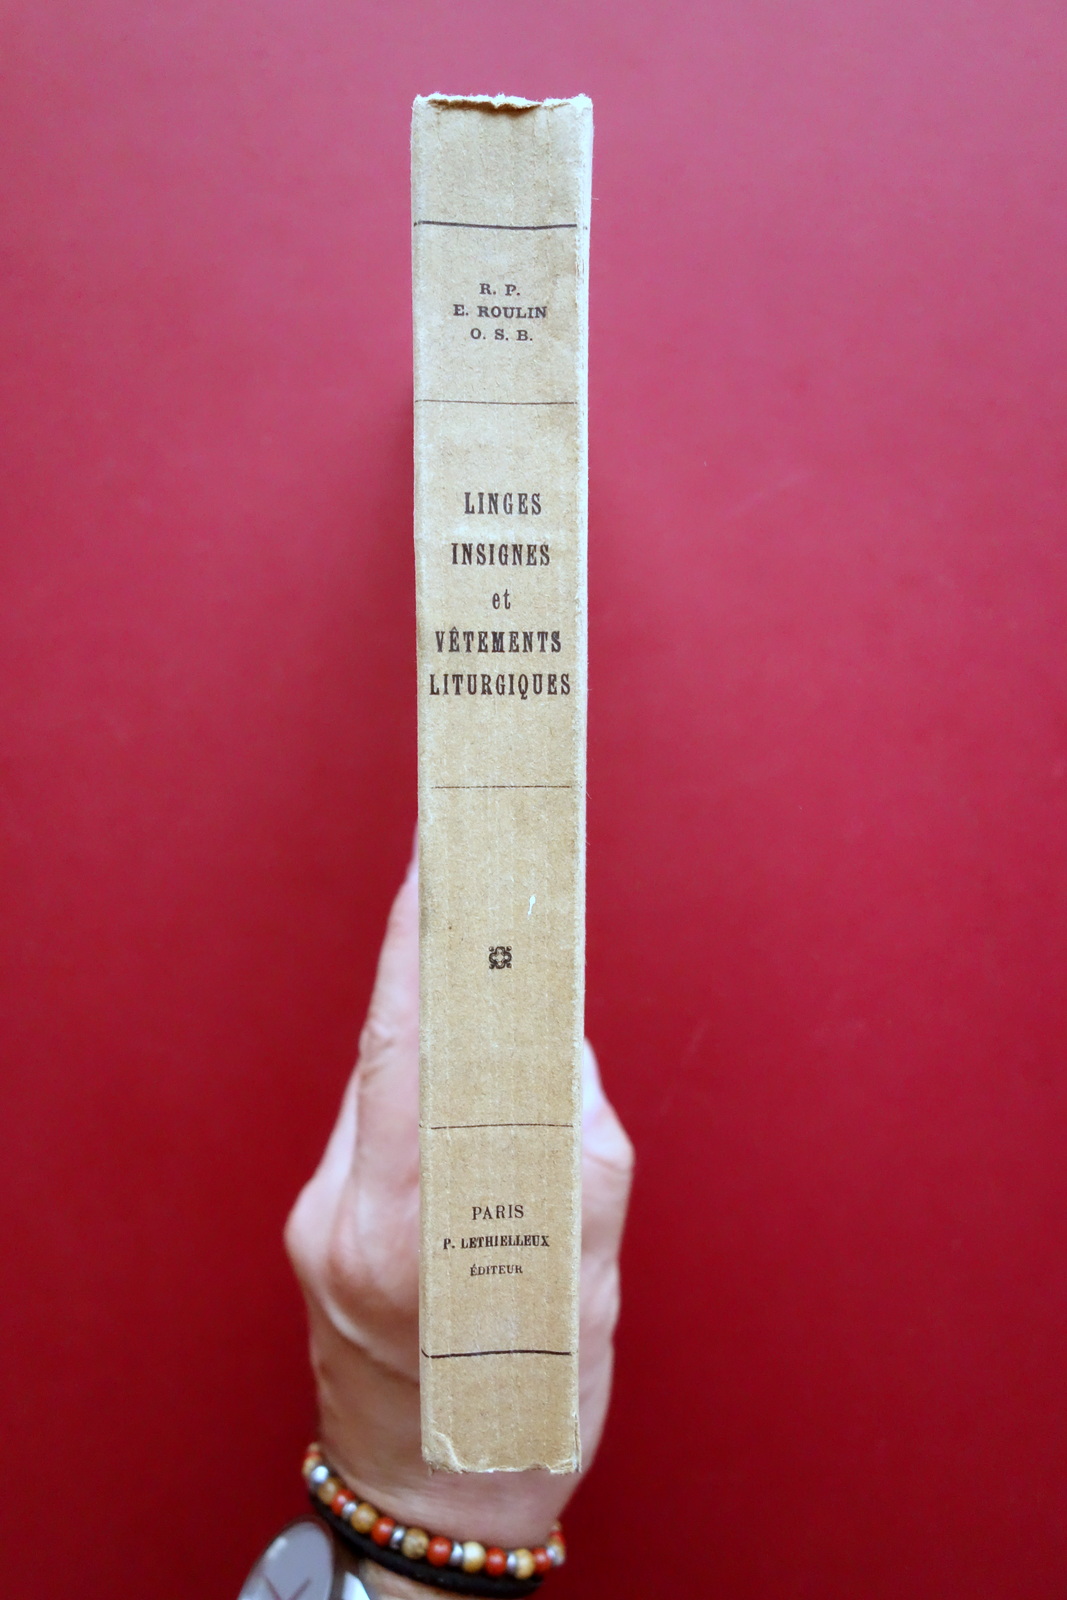 R. P.
E. ROULIN
O. S. B.
LINGES
INSIGNES
et
VÊTEMENTS
LITURGIQUES
PARIS
P. LETHIELLEUX
ÉDITEUR